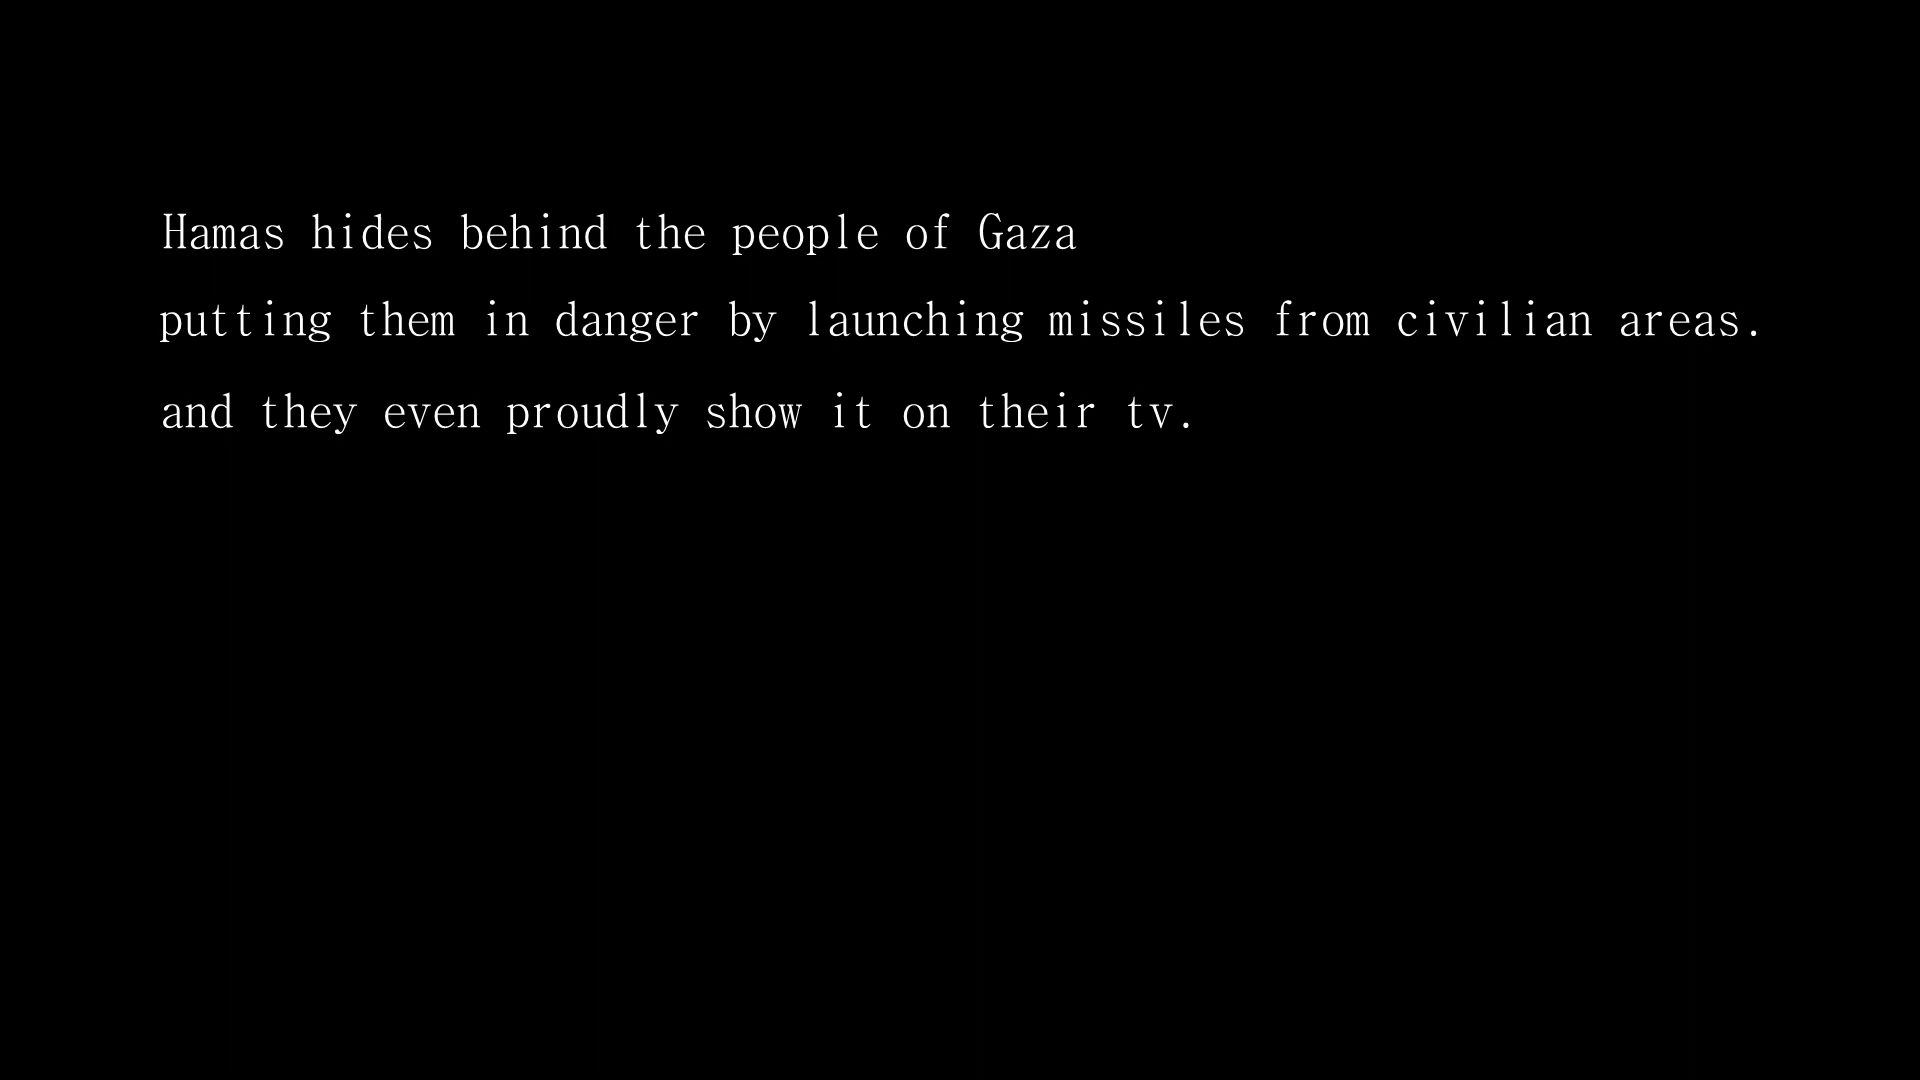 Hamas hides behind the people of Gaza
putting them in danger by launching missiles from civilian areas.
and they even proudly show it on their tv.